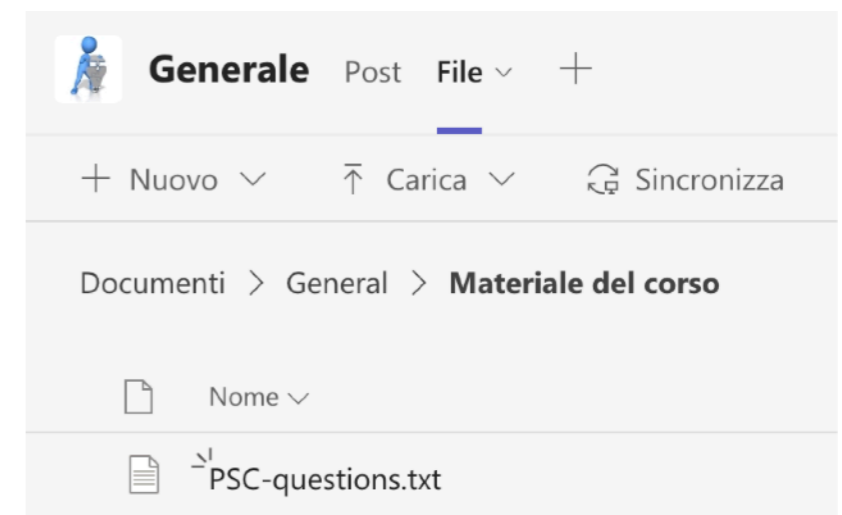 Generale Post File
Nuovo Carica Sincronizza
Documenti > General > Materiale del corso
Nome
PSC-questions.txt